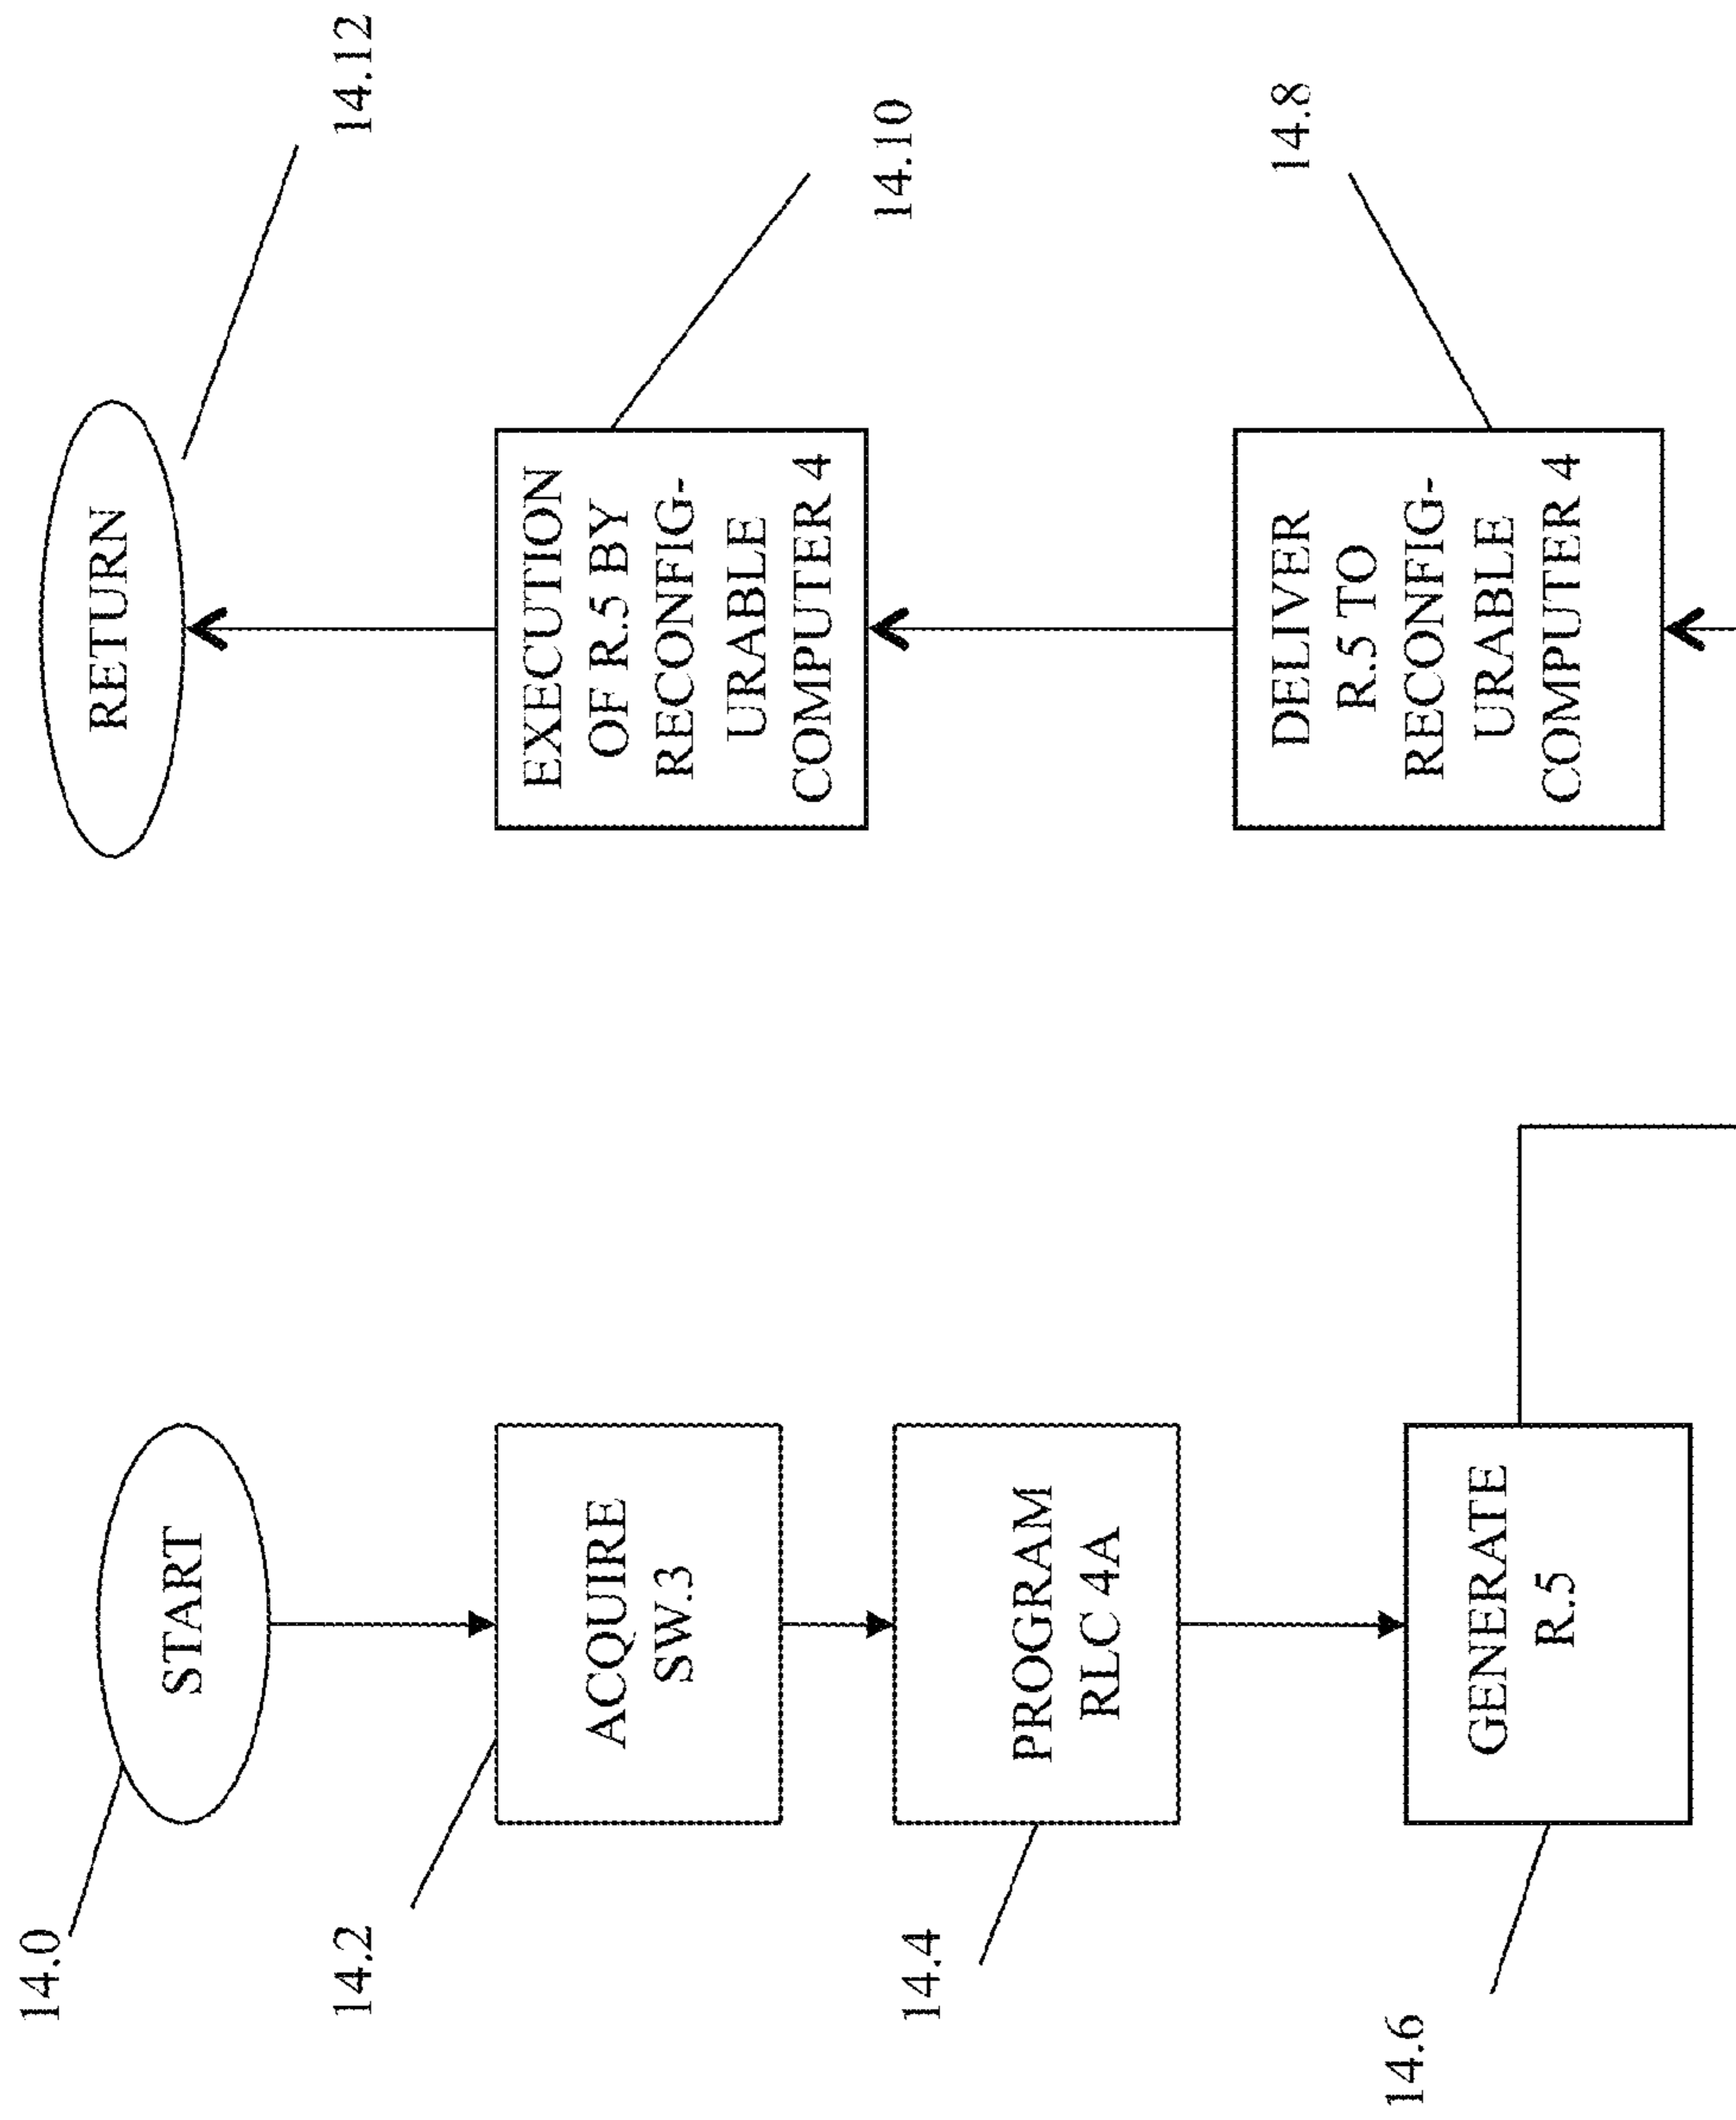 14.0
START
14.2
ACQUIRE
SW.3
14.4
PROGRAM
RLC 4A
14.6
GENERATE
R.5
14.8
DELIVER
R.5 TO
RECONFIG-
URABLE
COMPUTER 4
14.10
EXECUTION
OF R.5 BY
RECONFIG-
URABLE
COMPUTER 4
14.12
RETURN